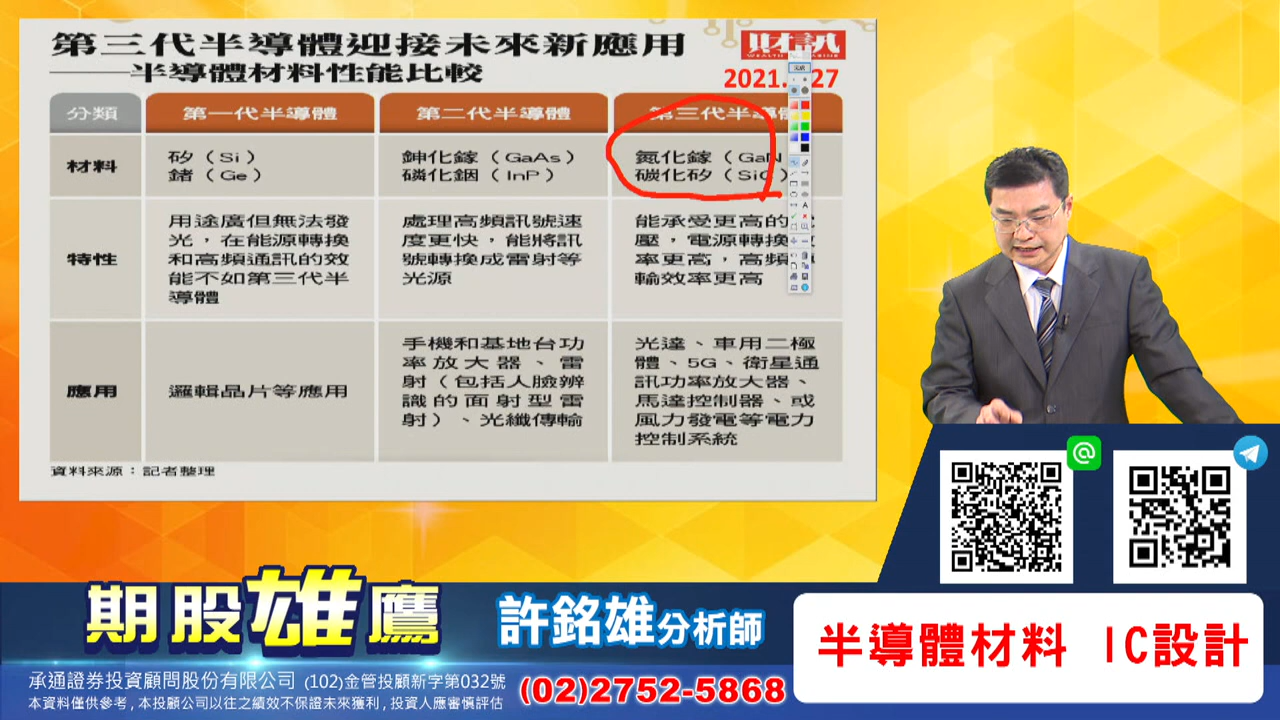 第三代半導體迎接未來新應用
財訊
——半導體材料性能比較
2021.
27
分類
第一代半導體
第二代半導體
第三代半導
材料
矽（Si）
鍺（Ge）
砷化鎵（GaAs）
磷化銦（InP）
氮化鎵（GaN
碳化矽（SiC
特性
用途廣但無法發
光，在能源轉換
和高頻通訊的效
能不如第三代半
導體
處理高頻訊號速
度更快，能將訊
號轉換成雷射等
光源
能承受更高的
壓，電源轉換
率更高，高頻
輸效率更高
應用
邏輯晶片等應用
手機和基地台功
率放大器、雷
射（包括人臉辨
識的面射型雷
射）、光纖傳輸
光達、車用二極
體、5G、衛星通
訊功率放大器、
馬達控制器、或
風力發電等電力
控制系統
資料來源：記者整理
期股雄鷹
許銘雄分析師
半導體材料 IC設計
承通證券投資顧問股份有限公司 (102)金管投顧新字第032號
(02)2752-5868
本資料僅供參考，本投顧公司以往之績效不保證未來獲利，投資人應審慎評估